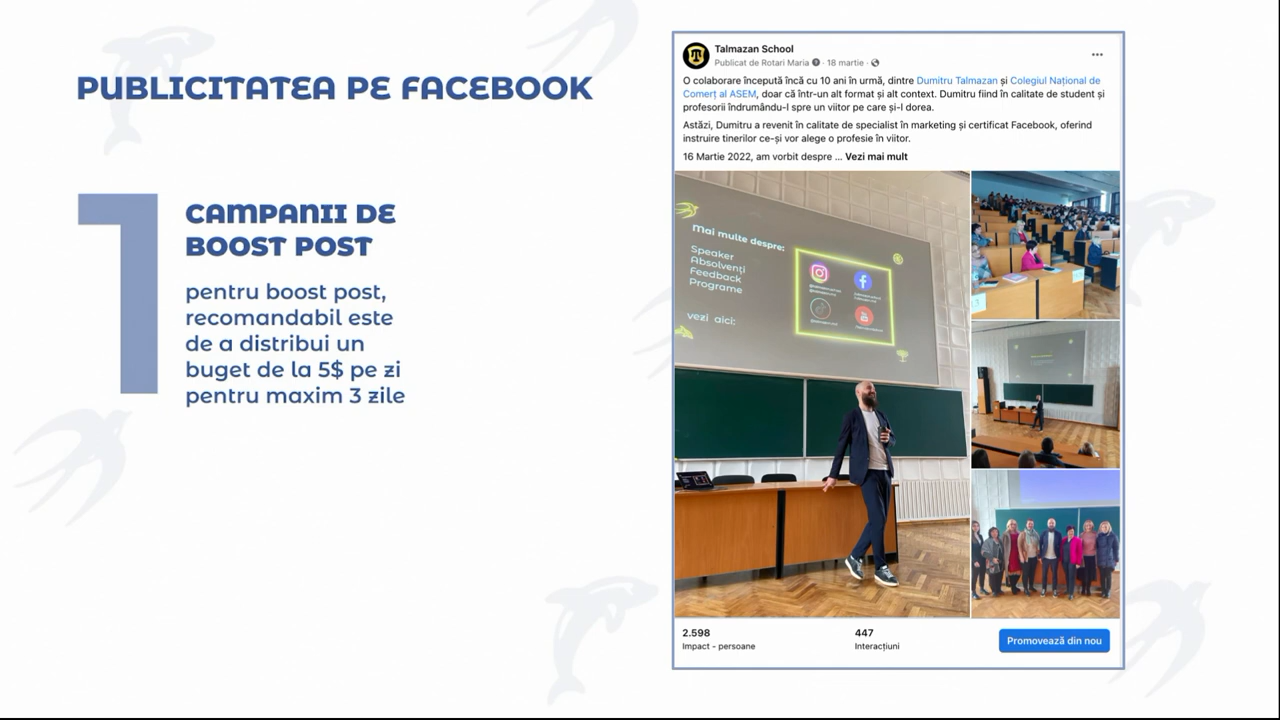 PUBLICITATEA PE FACEBOOK
1
CAMPANII DE
BOOST POST
pentru boost post,
recomandabil este
de a distribui un
buget de la 5$ pe zi
pentru maxim 3 zile
Talmazan School
Publicat de Rotari Maria · 18 martie ·
O colaborare începută încă cu 10 ani în urmă, dintre Dumitru Talmazan și Colegiul Național de
Comerț al ASEM, doar că într-un alt format și alt context. Dumitru fiind în calitate de student și
profesorii îndrumându-l spre un viitor pe care și-l dorea.
Astăzi, Dumitru a revenit în calitate de specialist în marketing și certificat Facebook, oferind
instruire tinerilor ce-și vor alege o profesie în viitor.
16 Martie 2022, am vorbit despre ... Vezi mai mult
Mai multe despre:
Speaker
Absolvenți
Feedback
Programe
vezi aici:
2.598
Impact - persoane
447
Interacțiuni
Promovează din nou